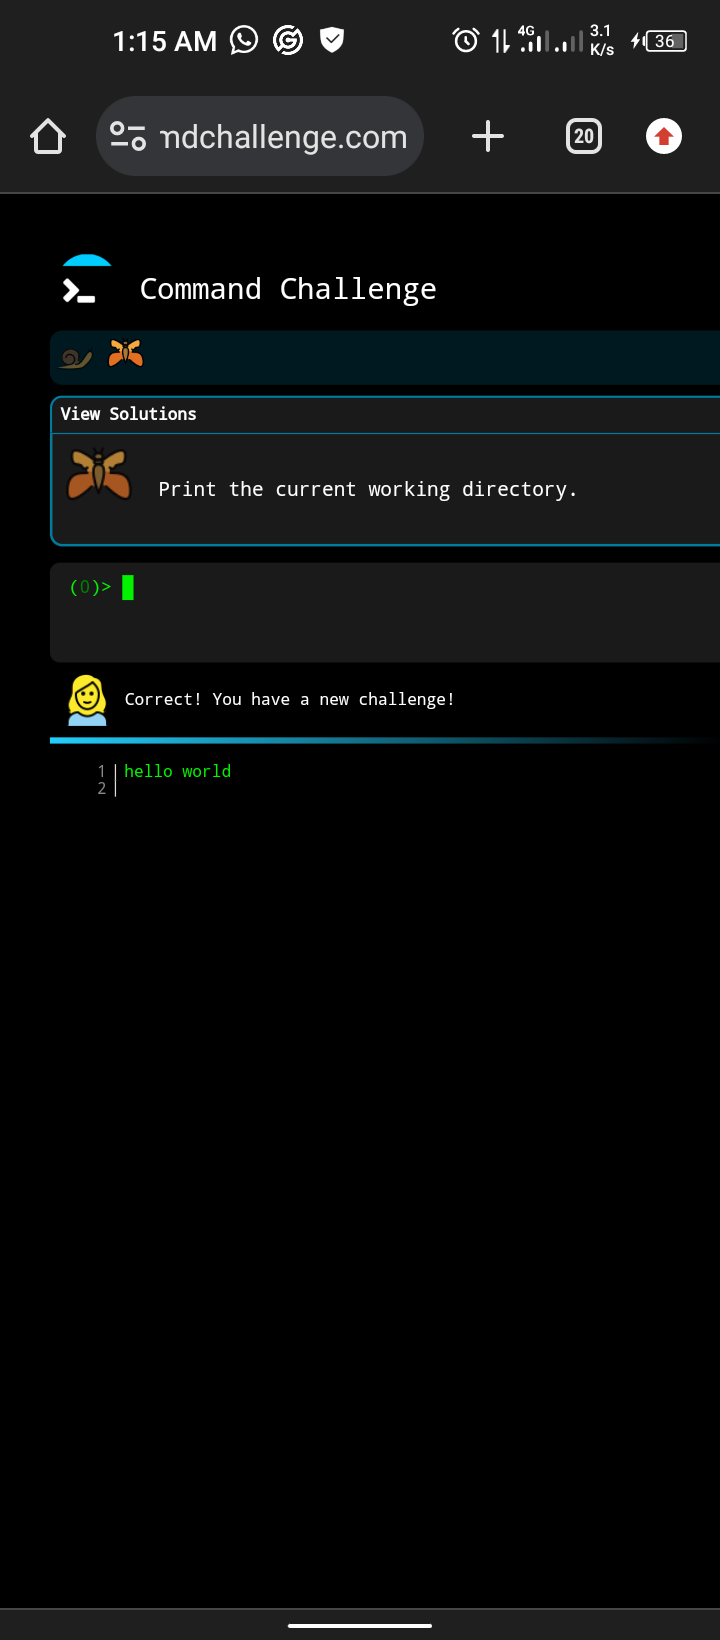 1:15 AM
4G
3.1
K/s
36
mdchallenge.com
20
Command Challenge
View Solutions
Print the current working directory.
(0)>
Correct! You have a new challenge!
1 hello world
2